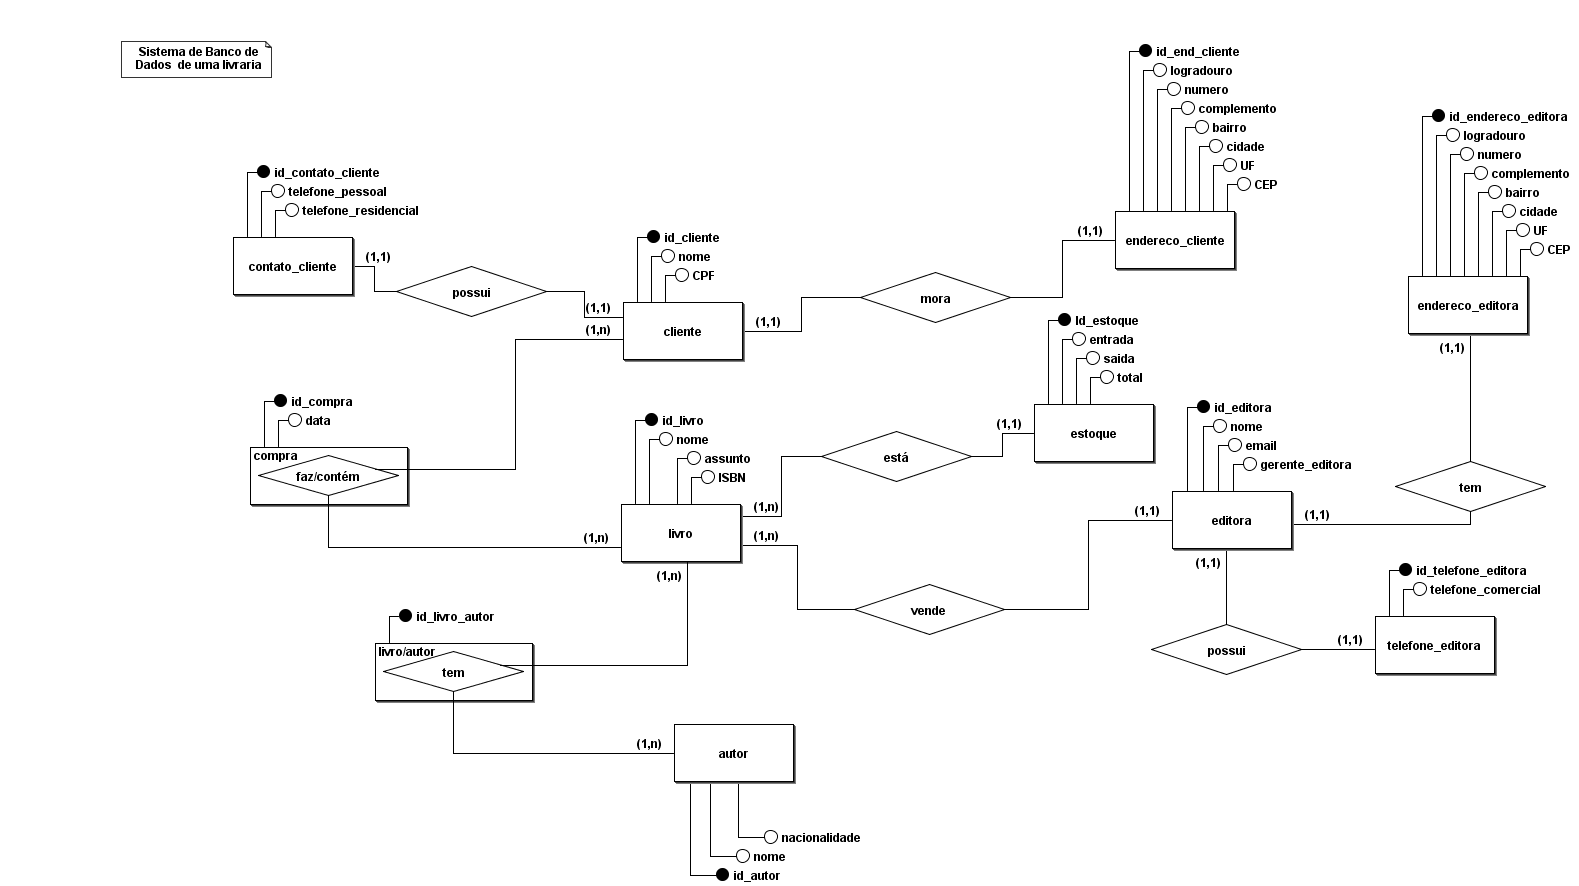 Sistema de Banco de
Dados de uma livraria
id_end_cliente
logradouro
numero
complemento
bairro
cidade
UF
CEP
endereco_cliente
(1,1)
id_endereco_editora
logradouro
numero
complemento
bairro
cidade
UF
CEP
endereco_editora
(1,1)
id_contato_cliente
telefone_pessoal
telefone_residencial
contato_cliente
(1,1)
possui
(1,1)
(1,n)
id_cliente
nome
CPF
cliente
(1,1)
mora
Id_estoque
entrada
saida
total
estoque
(1,1)
está
id_compra
data
compra
faz/contém
(1,n)
id_livro
nome
assunto
ISBN
livro
(1,n)
(1,n)
(1,n)
vende
(1,1)
id_editora
nome
email
gerente_editora
editora
(1,1)
tem
(1,1)
possui
(1,1)
id_telefone_editora
telefone_comercial
telefone_editora
id_livro_autor
livro/autor
tem
(1,n)
autor
nacionalidade
nome
id_autor